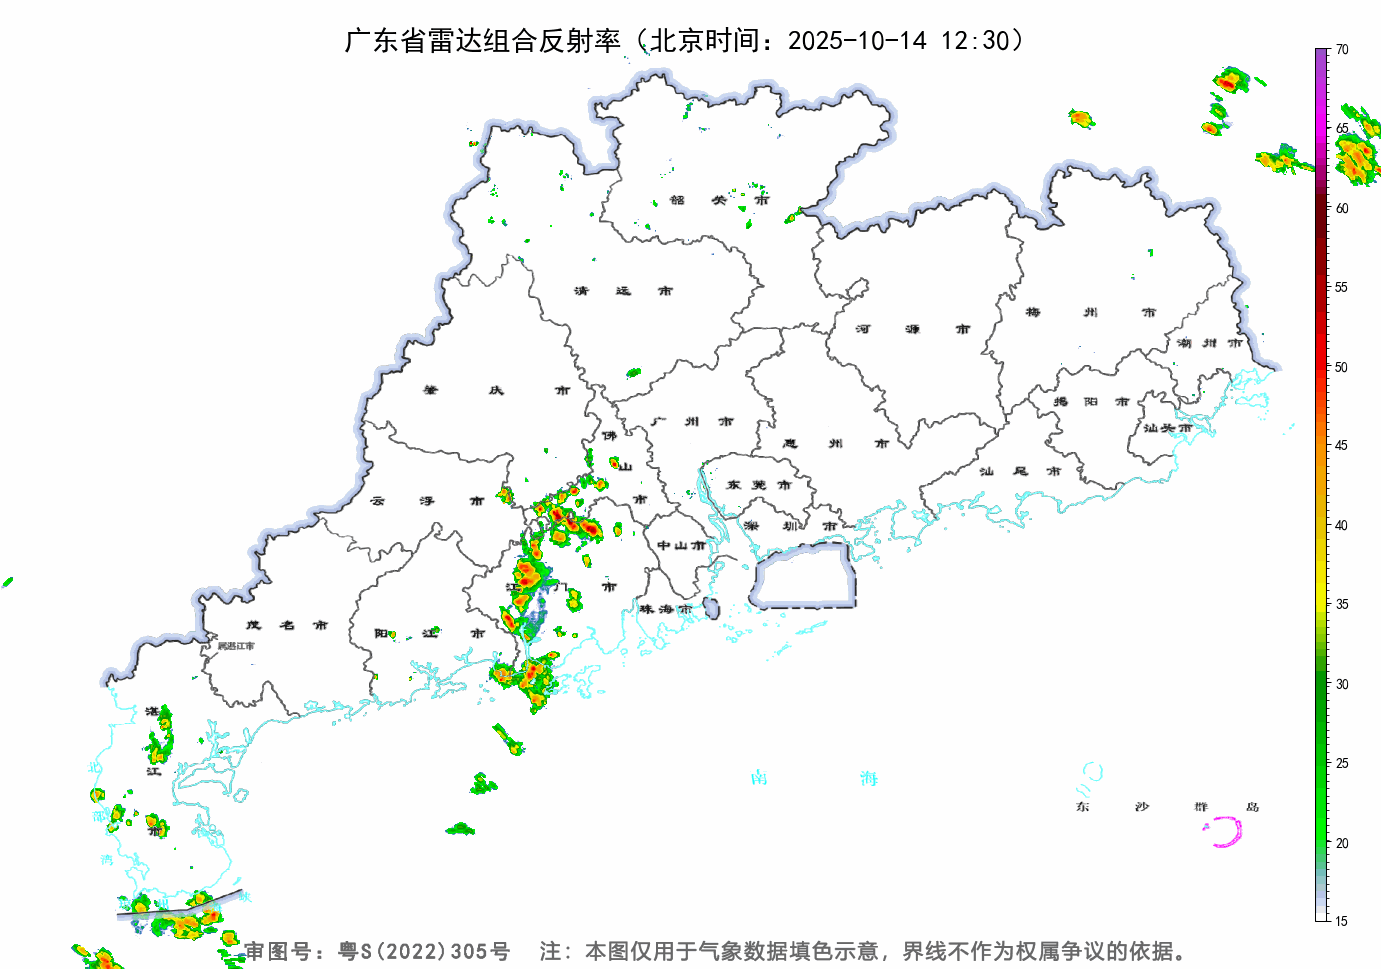 广东省雷达组合反射率（北京时间：2025-10-14 12:30）
70
65
60
55
50
45
40
35
30
25
20
15
韶 关 市
清 远 市
河 源 市
梅 州 市
潮 州 市
肇 庆 市
广 州 市
揭 阳 市
汕头市
佛 山 市
惠 州 市
汕 尾 市
东 莞 市
云 浮 市
深 圳 市
中山市
江 门 市
珠海市
茂 名 市
阳 江 市
属湛江市
湛 江 市
北 部 湾
南 海
东 沙 群 岛
审图号：粤S(2022)305号 注：本图仅用于气象数据填色示意，界线不作为权属争议的依据。